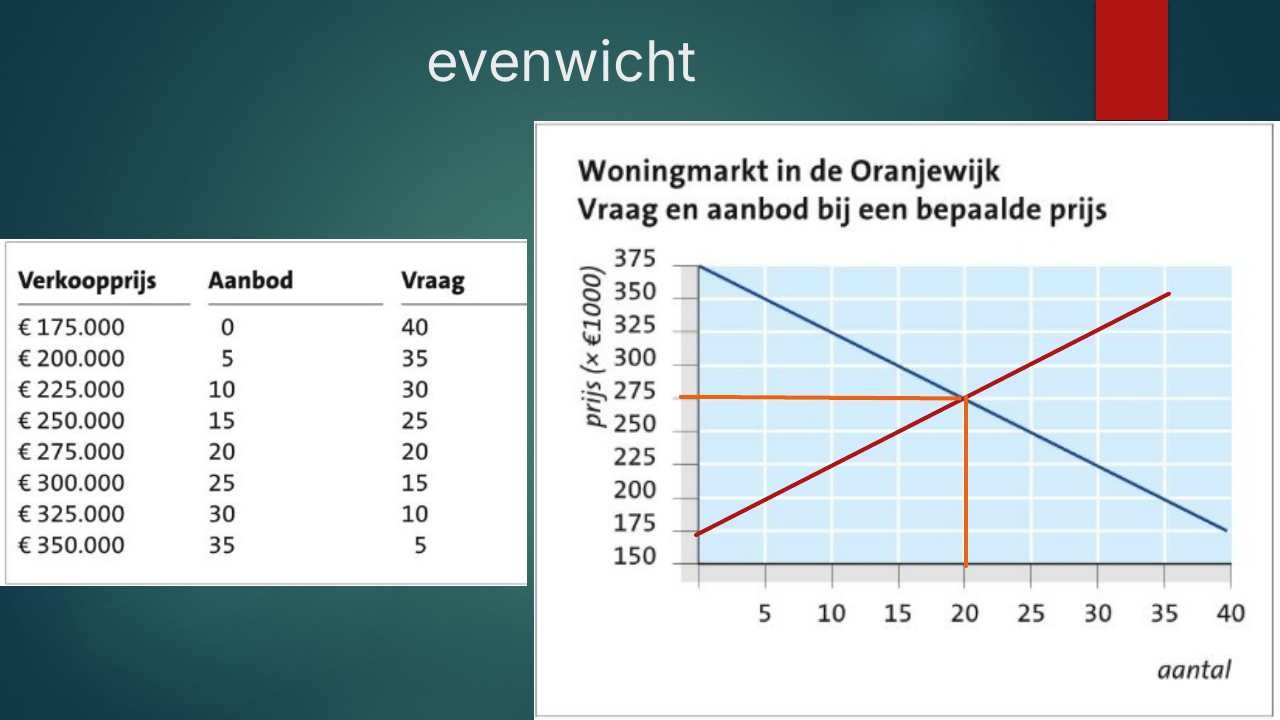 evenwicht
Verkoopprijs Aanbod Vraag
€ 175.000 0 40
€ 200.000 5 35
€ 225.000 10 30
€ 250.000 15 25
€ 275.000 20 20
€ 300.000 25 15
€ 325.000 30 10
€ 350.000 35 5
Woningmarkt in de Oranjewijk
Vraag en aanbod bij een bepaalde prijs
prijs (× €1000)
375
350
325
300
275
250
225
200
175
150
5 10 15 20 25 30 35 40
aantal